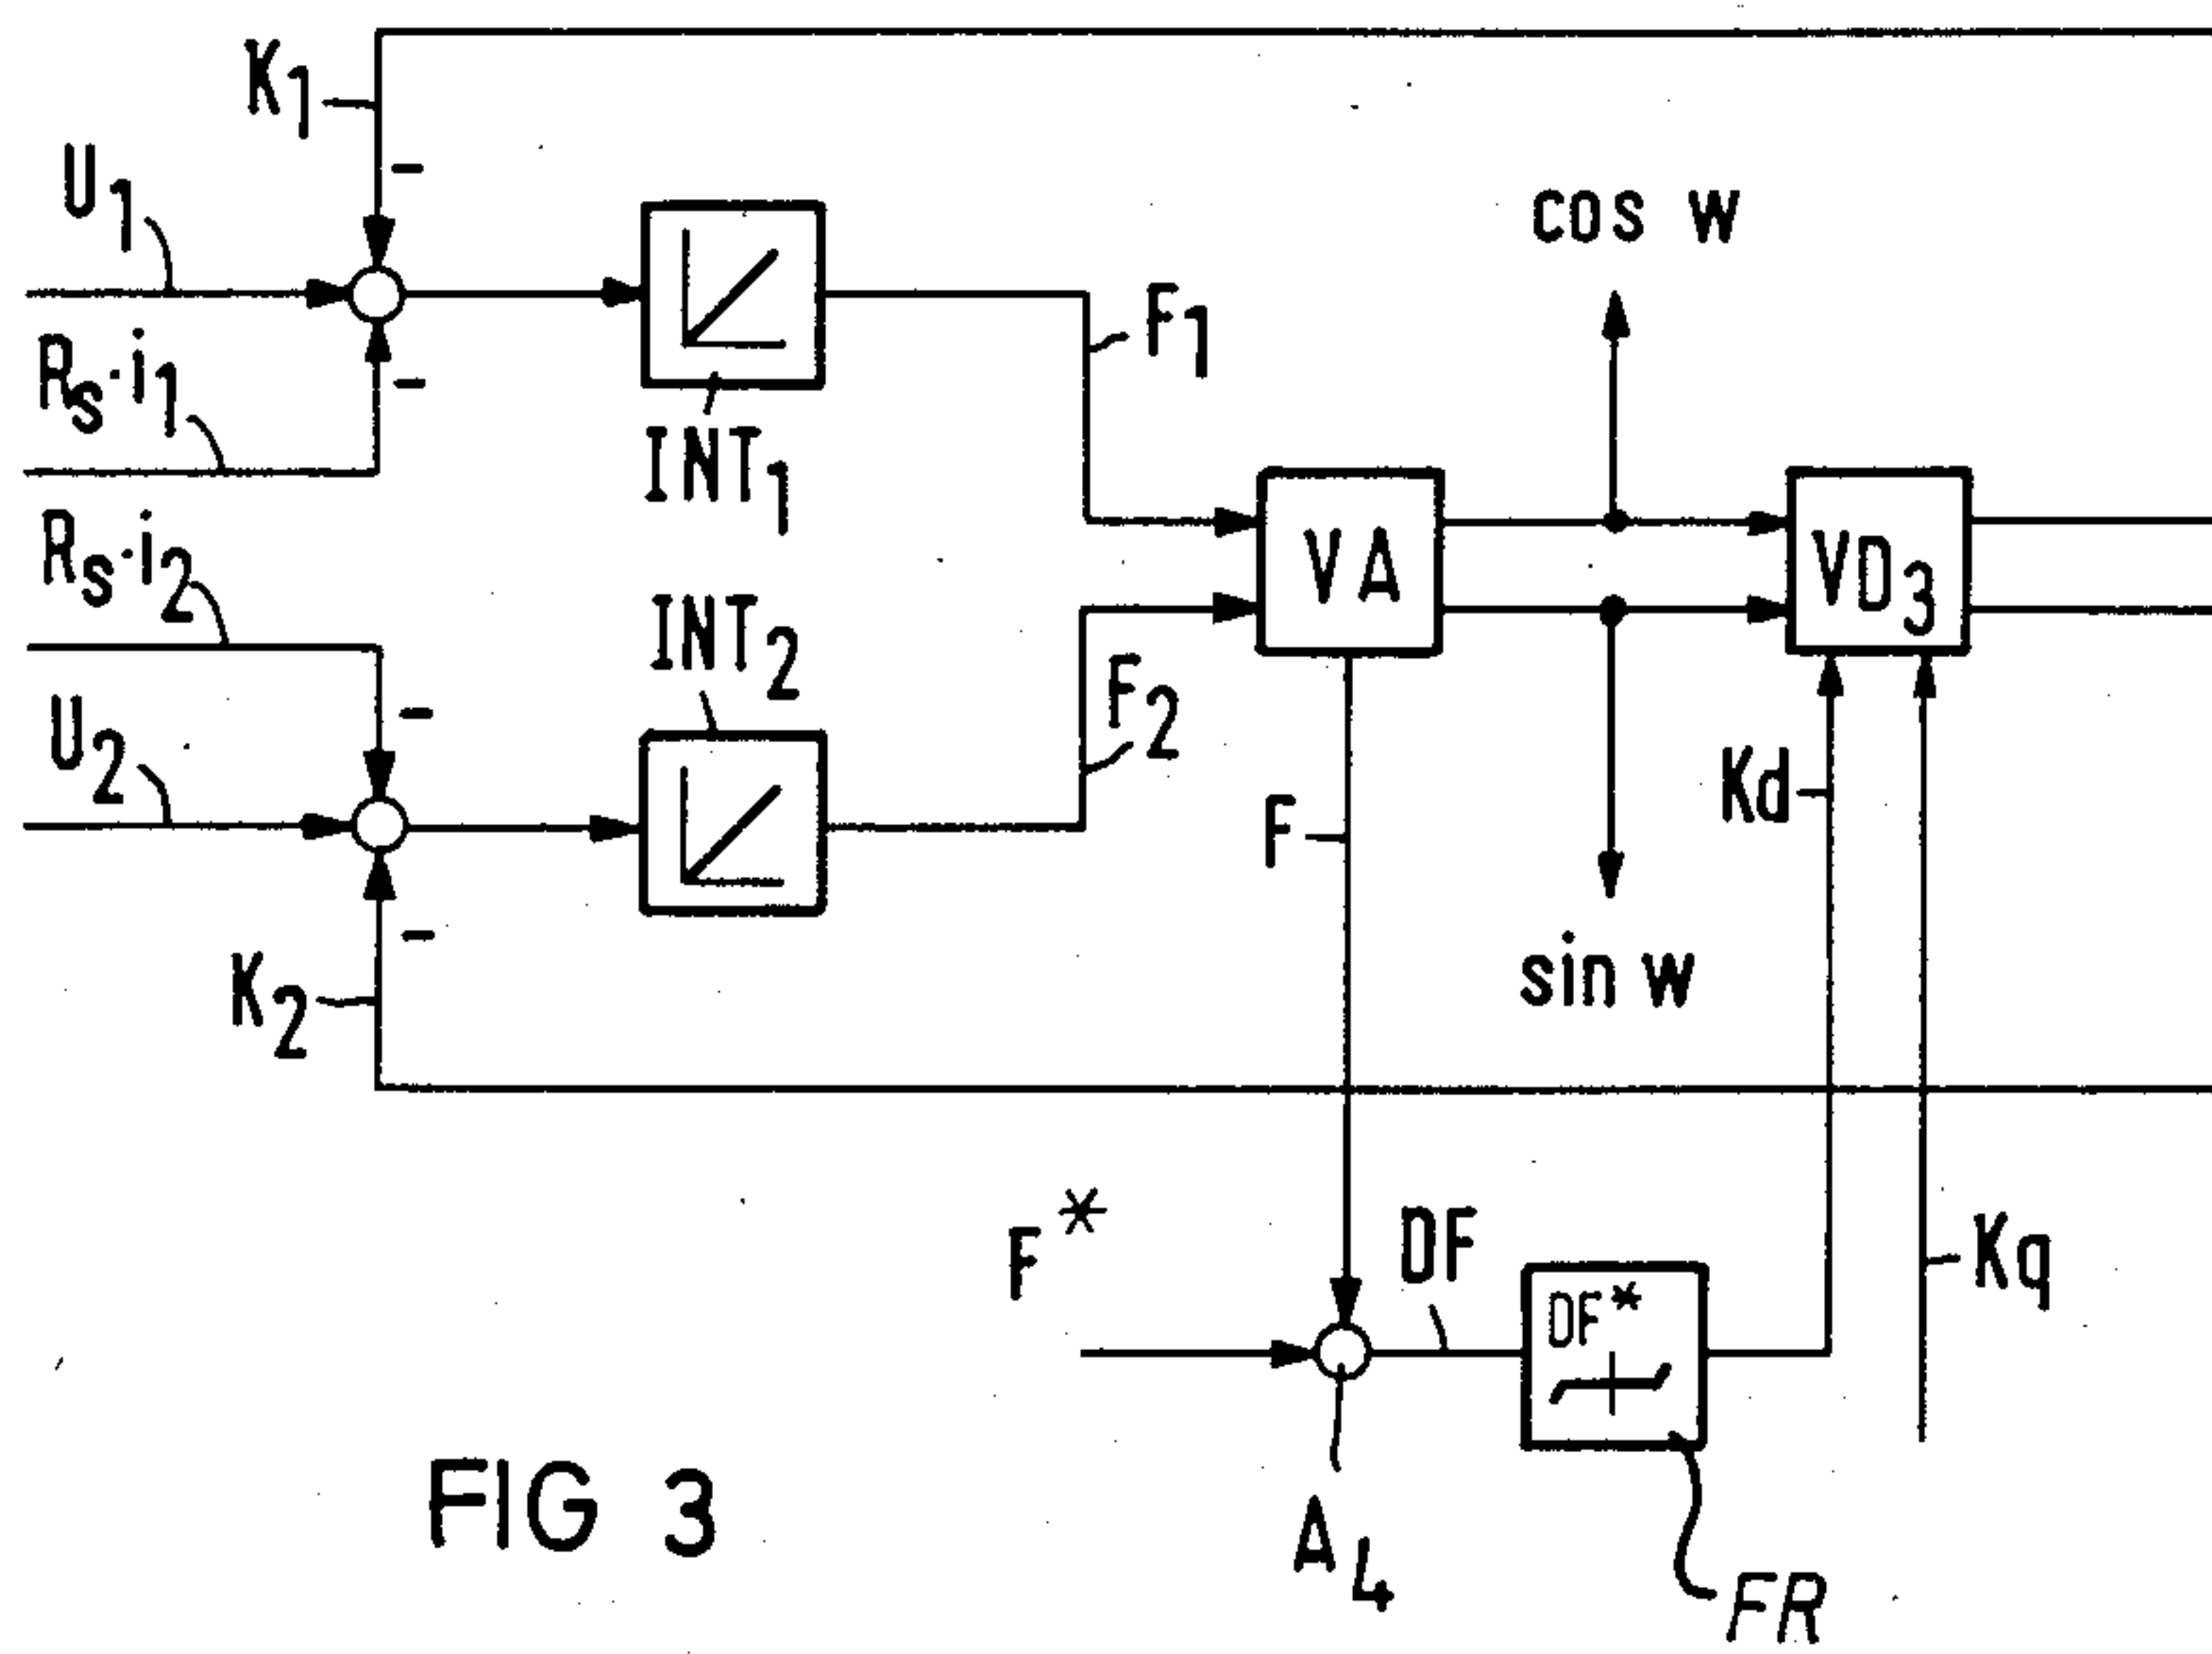 K1
U1
cos w
F1
Rs·i1
INT1
Rs·i2
VA
VD3
INT2
F2
U2
Kd
F
sin w
K2
F*
DF
Kq
DF*
FIG 3
A4
FR